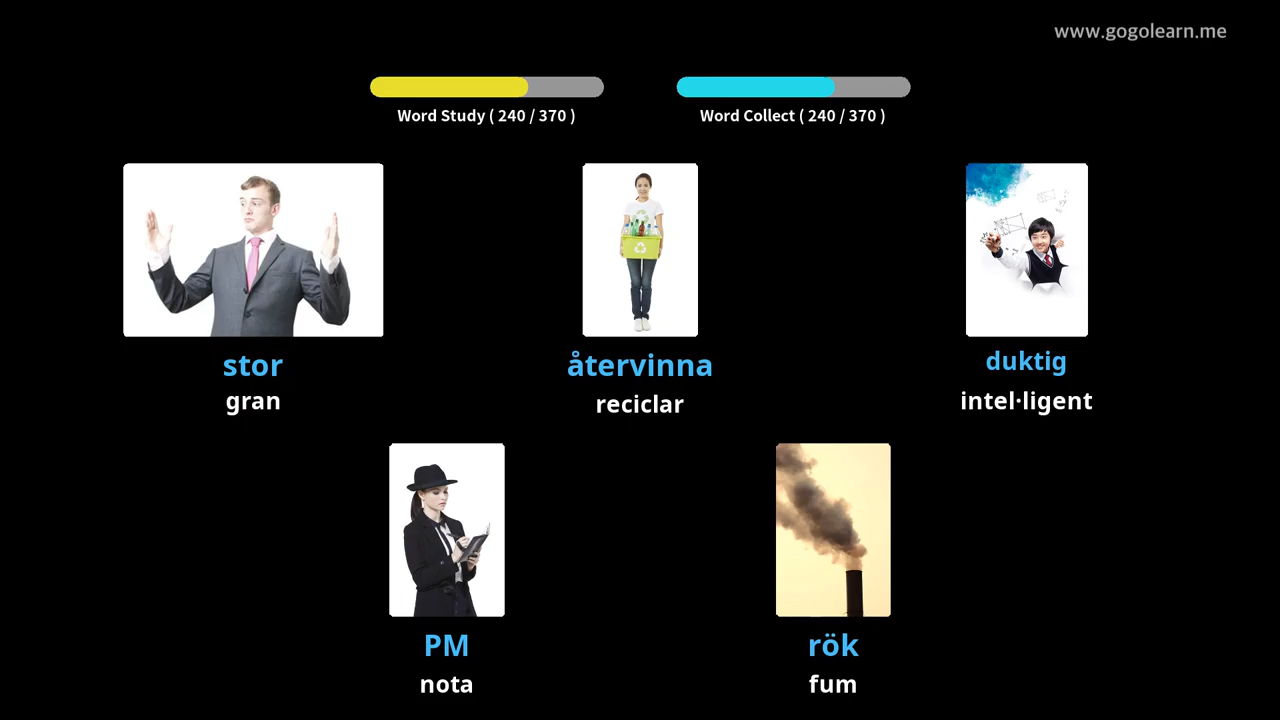 www.gogolearn.me
Word Study ( 240 / 370 )
Word Collect ( 240 / 370 )
stor
gran
återvinna
reciclar
duktig
intel·ligent
PM
nota
rök
fum